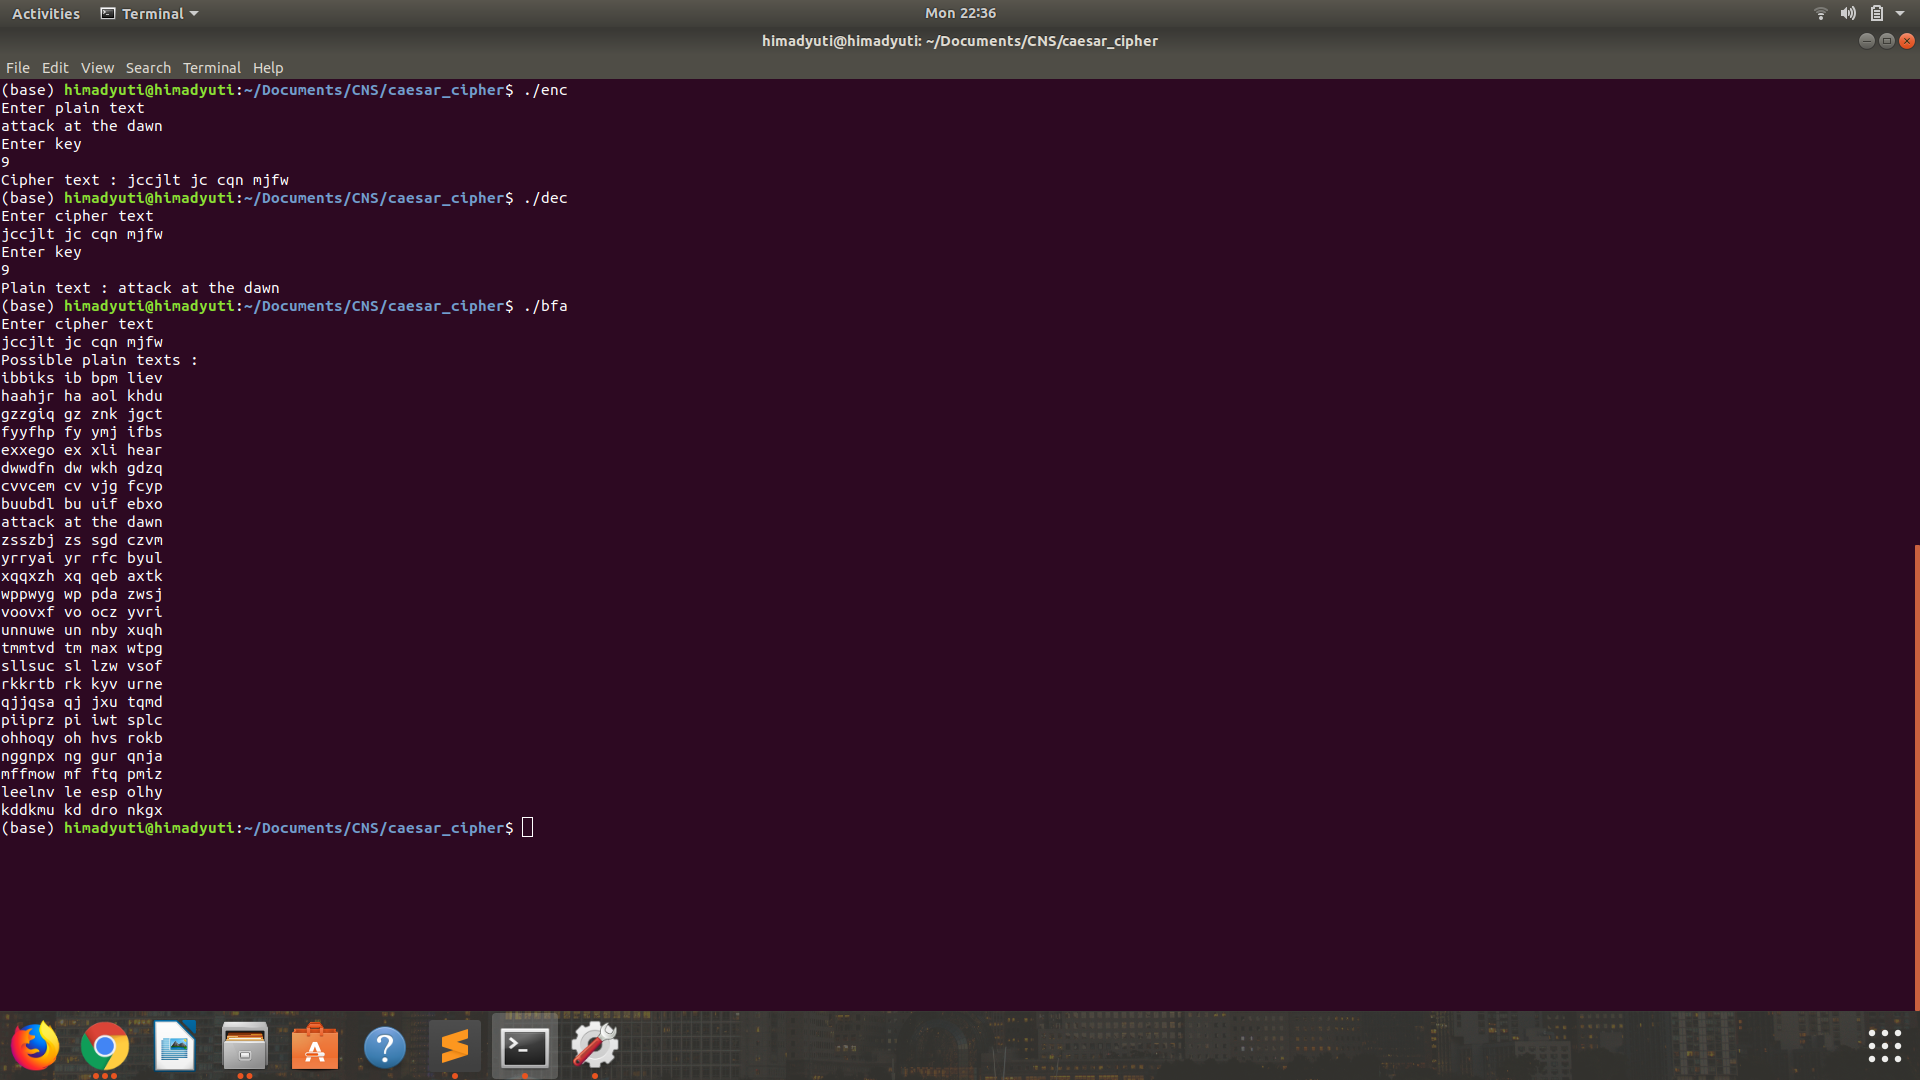 Activities Terminal Mon 22:36
himadyuti@himadyuti: ~/Documents/CNS/caesar_cipher
File Edit View Search Terminal Help
(base) himadyuti@himadyuti:~/Documents/CNS/caesar_cipher$ ./enc
Enter plain text
attack at the dawn
Enter key
9
Cipher text : jccjlt jc cqn mjfw
(base) himadyuti@himadyuti:~/Documents/CNS/caesar_cipher$ ./dec
Enter cipher text
jccjlt jc cqn mjfw
Enter key
9
Plain text : attack at the dawn
(base) himadyuti@himadyuti:~/Documents/CNS/caesar_cipher$ ./bfa
Enter cipher text
jccjlt jc cqn mjfw
Possible plain texts :
ibbiks ib bpm liev
haahjr ha aol khdu
gzzgiq gz znk jgct
fyyfhp fy ymj ifbs
exxego ex xli hear
dwwdfn dw wkh gdzq
cvvcem cv vjg fcyp
buubdl bu uif ebxo
attack at the dawn
zsszbj zs sgd czvm
yrryai yr rfc byul
xqqxzh xq qeb axtk
wppwyg wp pda zwsj
voovxf vo ocz yvri
unnuwe un nby xuqh
tmmtvd tm max wtpg
sllsuc sl lzw vsof
rkkrtb rk kyv urne
qjjqsa qj jxu tqmd
piiprz pi iwt splc
ohhoqy oh hvs rokb
nggnpx ng gur qnja
mffmow mf ftq pmiz
leelnv le esp olhy
kddkmu kd dro nkgx
(base) himadyuti@himadyuti:~/Documents/CNS/caesar_cipher$